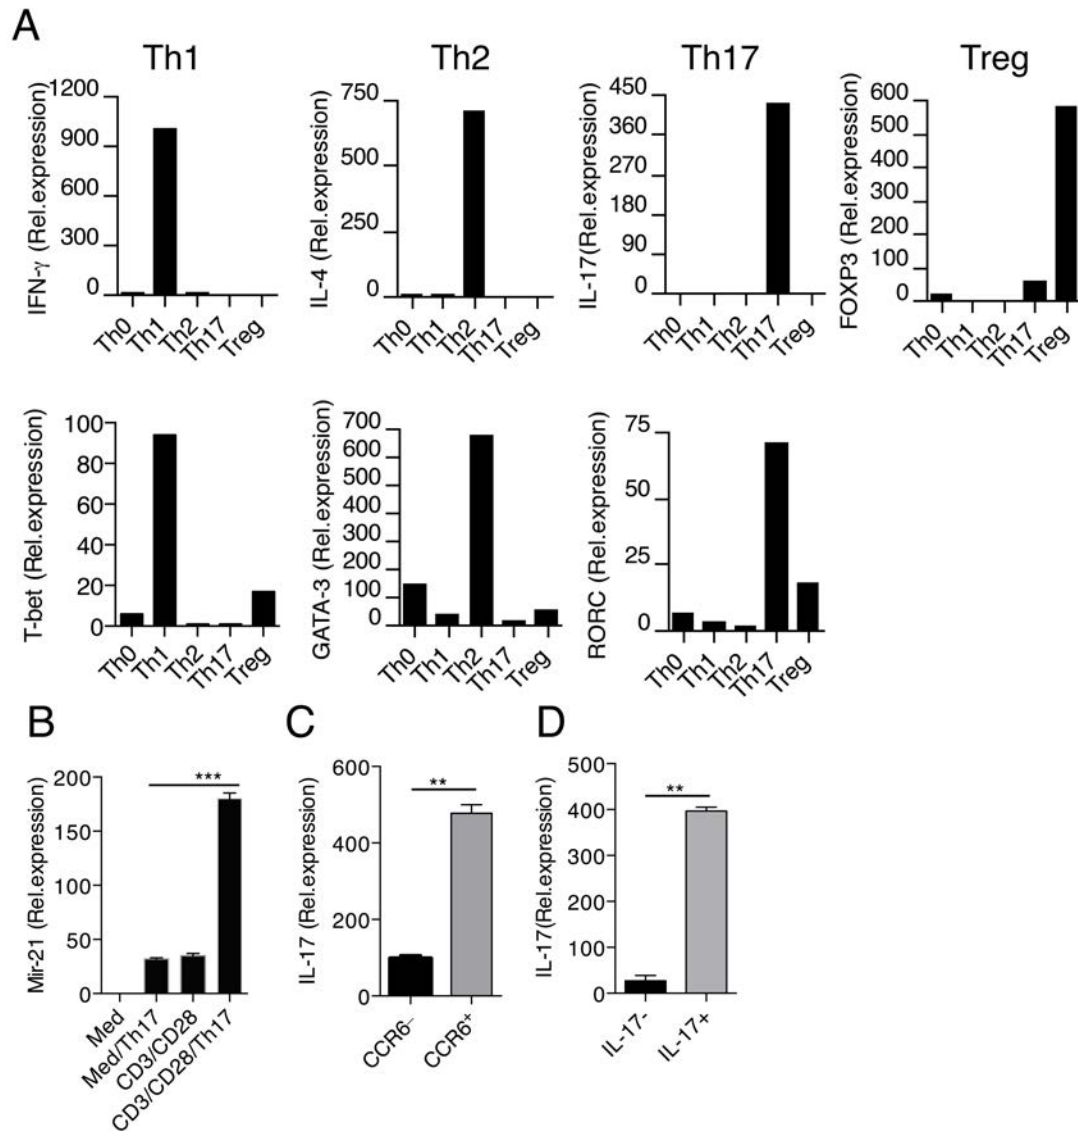 A
Th1
Th2
Th17
Treg
IFN-γ (Rel.expression)
1200
900
600
300
0
Th0
Th1
Th2
Th17
Treg
IL-4 (Rel.expression)
750
500
250
0
Th0
Th1
Th2
Th17
Treg
IL-17(Rel.expression)
450
360
270
180
90
0
Th0
Th1
Th2
Th17
Treg
FOXP3 (Rel.expression)
600
500
400
300
200
100
0
Th0
Th1
Th2
Th17
Treg
T-bet (Rel.expression)
100
80
60
40
20
0
Th0
Th1
Th2
Th17
Treg
GATA-3 (Rel.expression)
700
600
500
400
300
200
100
0
Th0
Th1
Th2
Th17
Treg
RORC (Rel.expression)
75
50
25
0
Th0
Th1
Th2
Th17
Treg
B
Mir-21 (Rel.expression)
200
150
100
50
0
***
Med
Med/Th17
CD3/CD28
CD3/CD28/Th17
C
IL-17 (Rel.expression)
600
400
200
0
**
CCR6−
CCR6+
D
IL-17(Rel.expression)
500
400
300
200
100
0
**
IL-17-
IL-17+